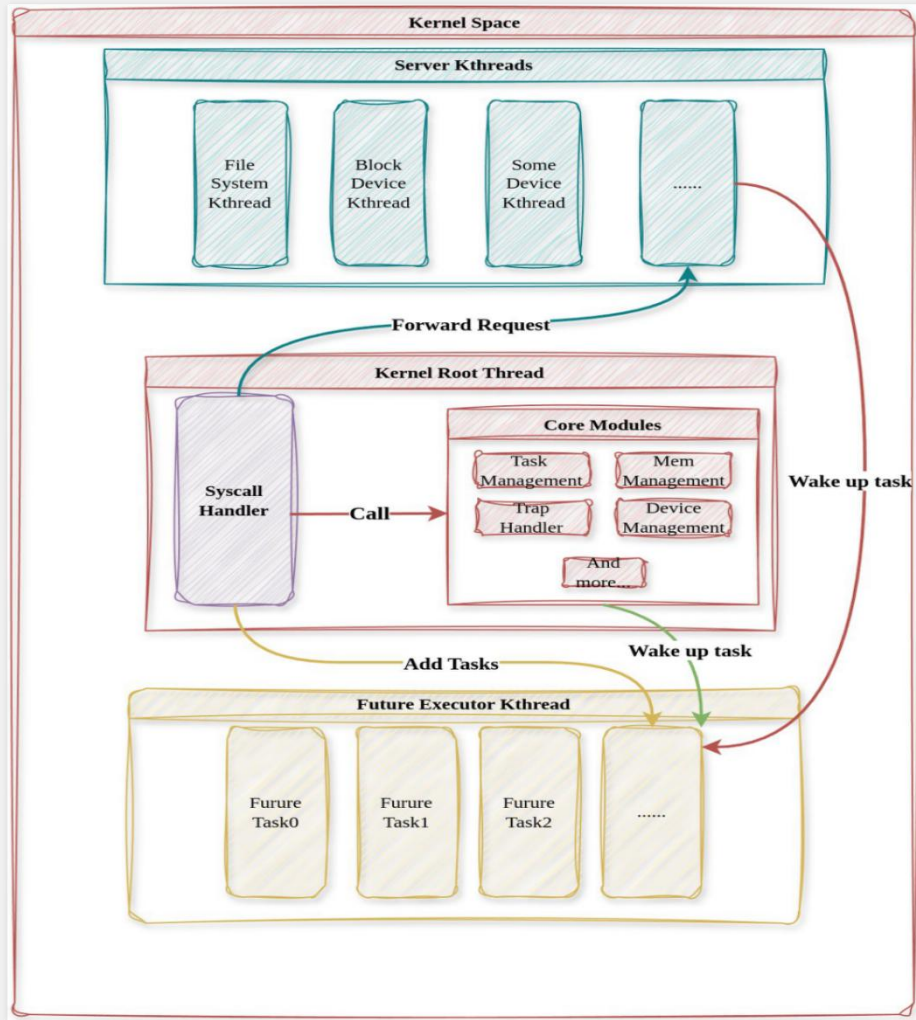 Kernel Space
Server Kthreads
File
System
Kthread
Block
Device
Kthread
Some
Device
Kthread
......
Forward Request
Kernel Root Thread
Syscall
Handler
Call
Core Modules
Task
Management
Mem
Management
Trap
Handler
Device
Management
And
more...
Wake up task
Wake up task
Add Tasks
Future Executor Kthread
Furure
Task0
Furure
Task1
Furure
Task2
......